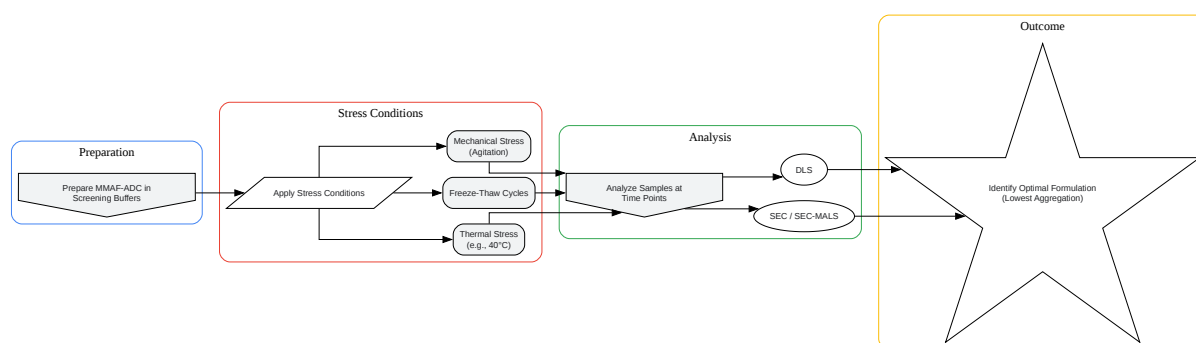 Preparation
Prepare MMAF-ADC in
Screening Buffers
Stress Conditions
Apply Stress Conditions
Mechanical Stress
(Agitation)
Freeze-Thaw Cycles
Thermal Stress
(e.g., 40°C)
Analysis
Analyze Samples at
Time Points
DLS
SEC / SEC-MALS
Outcome
Identify Optimal Formulation
(Lowest Aggregation)